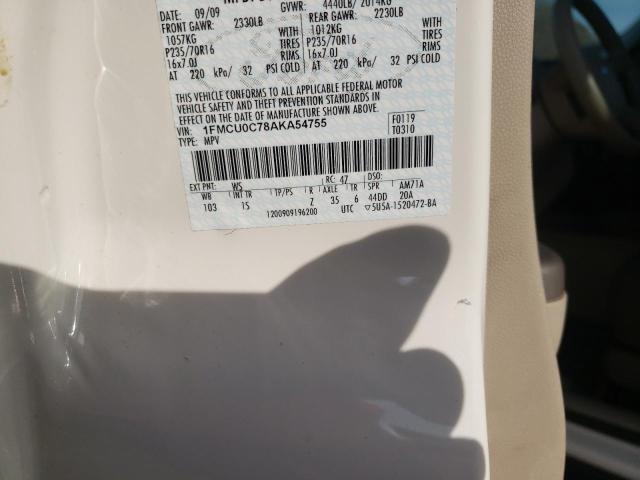 09/09 GVWR: 4440LB/ 2014KG
FRONT GAWR: 2330LB REAR GAWR: 2230LB
1057KG WITH 1012KG WITH
P235/70R16 TIRES P235/70R16 TIRES
16x7.0J RIMS 16x7.0J RIMS
AT 220 kPa/ 32 PSI COLD AT 220 kPa/ 32 PSI COLD
THIS VEHICLE CONFORMS TO ALL APPLICABLE FEDERAL MOTOR
VEHICLE SAFETY AND THEFT PREVENTION STANDARDS IN
EFFECT ON THE DATE OF MANUFACTURE SHOWN ABOVE.
VIN: 1FMCU0C78AKA54755 F0119
TYPE: MPV T0310
EXT PNT: WS RC: 47 DSO:
WB INT TR TP/PS R AXLE TR SPR AM71A
103 IS Z 35 6 44DD 20A
1200909196200 UTC ▽5U5A-1520472-BA